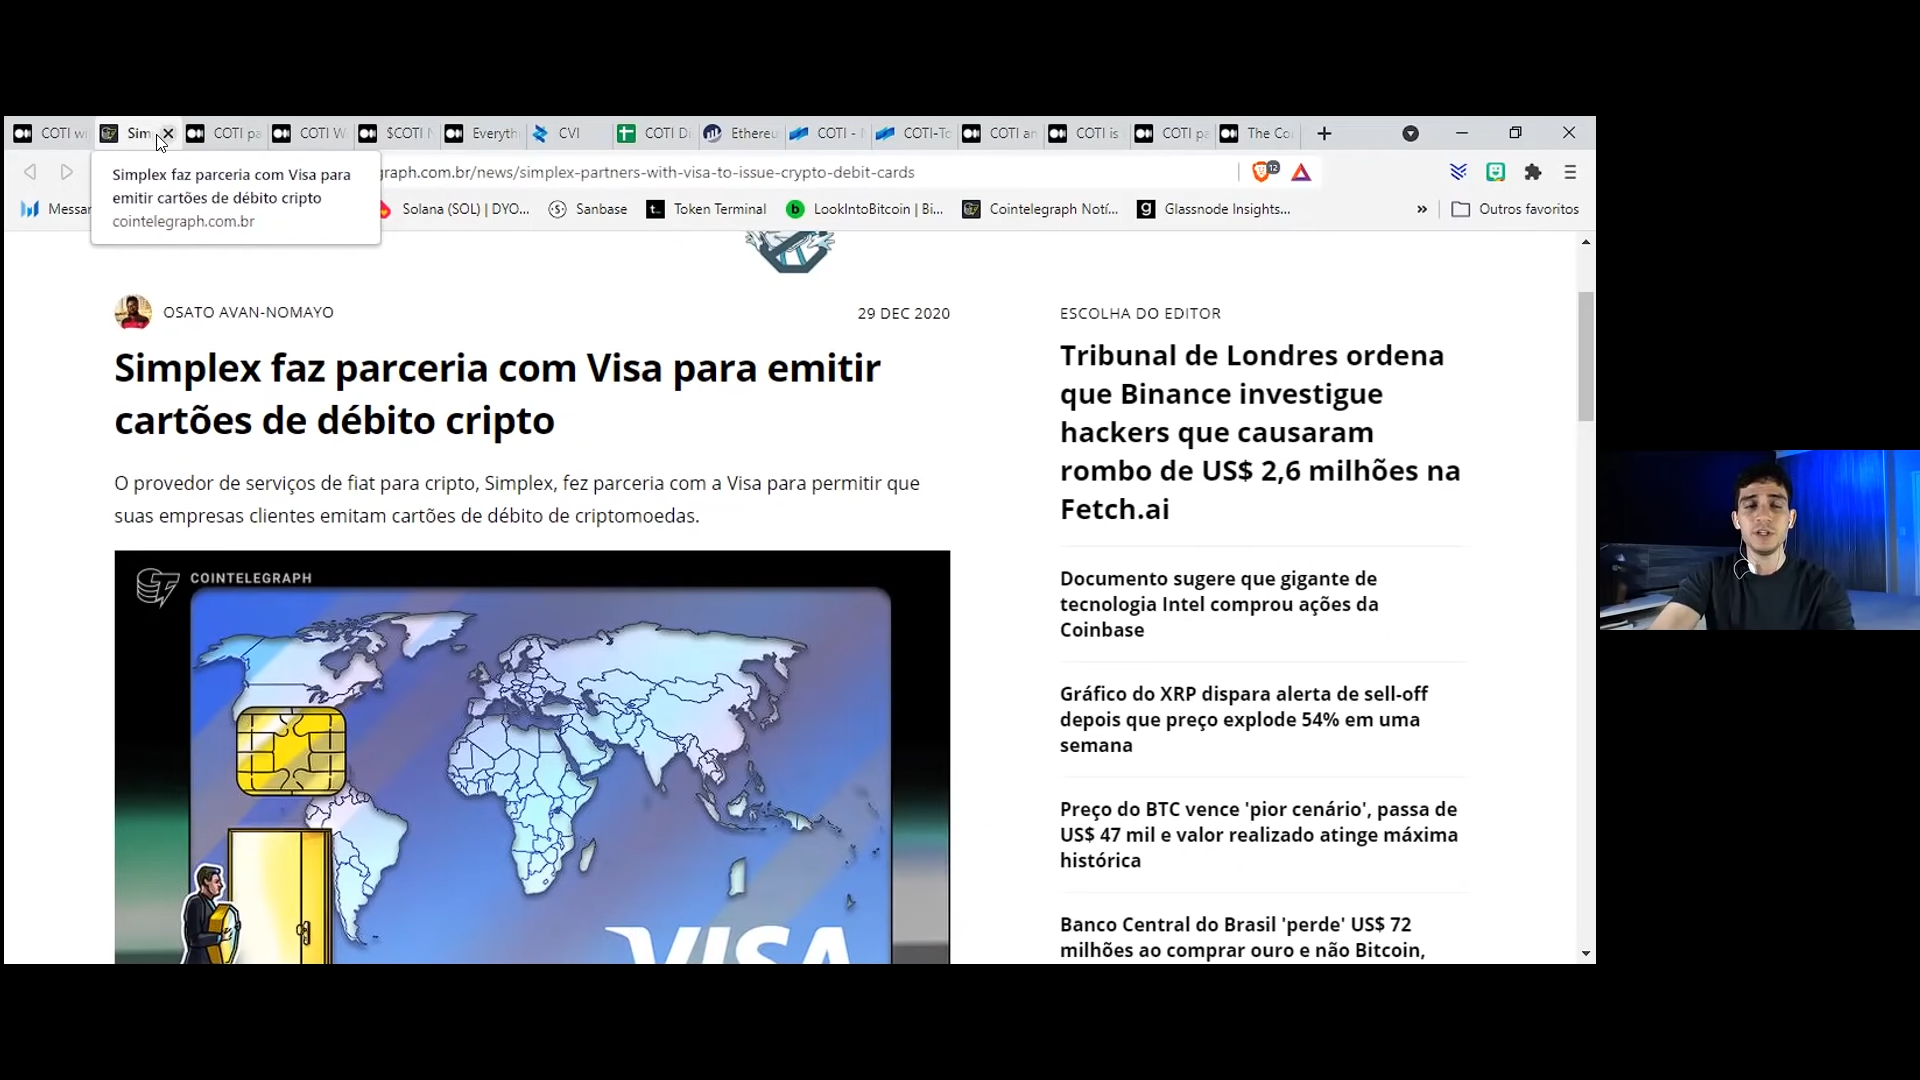 COTI wi
Sim
COTI pa
COTI W
$COTI N
Everyth
CVI
COTI Di
Ethereu
COTI -
COTI-To
COTI an
COTI is
COTI pa
The Co
graph.com.br/news/simplex-partners-with-visa-to-issue-crypto-debit-cards
12
Simplex faz parceria com Visa para
emitir cartões de débito cripto
cointelegraph.com.br
Messar
Solana (SOL) | DYO...
Sanbase
Token Terminal
LookIntoBitcoin | Bi...
Cointelegraph Notí...
Glassnode Insights...
»
Outros favoritos
OSATO AVAN-NOMAYO
29 DEC 2020
Simplex faz parceria com Visa para emitir
cartões de débito cripto
O provedor de serviços de fiat para cripto, Simplex, fez parceria com a Visa para permitir que
suas empresas clientes emitam cartões de débito de criptomoedas.
COINTELEGRAPH
VISA
ESCOLHA DO EDITOR
Tribunal de Londres ordena
que Binance investigue
hackers que causaram
rombo de US$ 2,6 milhões na
Fetch.ai
Documento sugere que gigante de
tecnologia Intel comprou ações da
Coinbase
Gráfico do XRP dispara alerta de sell-off
depois que preço explode 54% em uma
semana
Preço do BTC vence 'pior cenário', passa de
US$ 47 mil e valor realizado atinge máxima
histórica
Banco Central do Brasil 'perde' US$ 72
milhões ao comprar ouro e não Bitcoin,